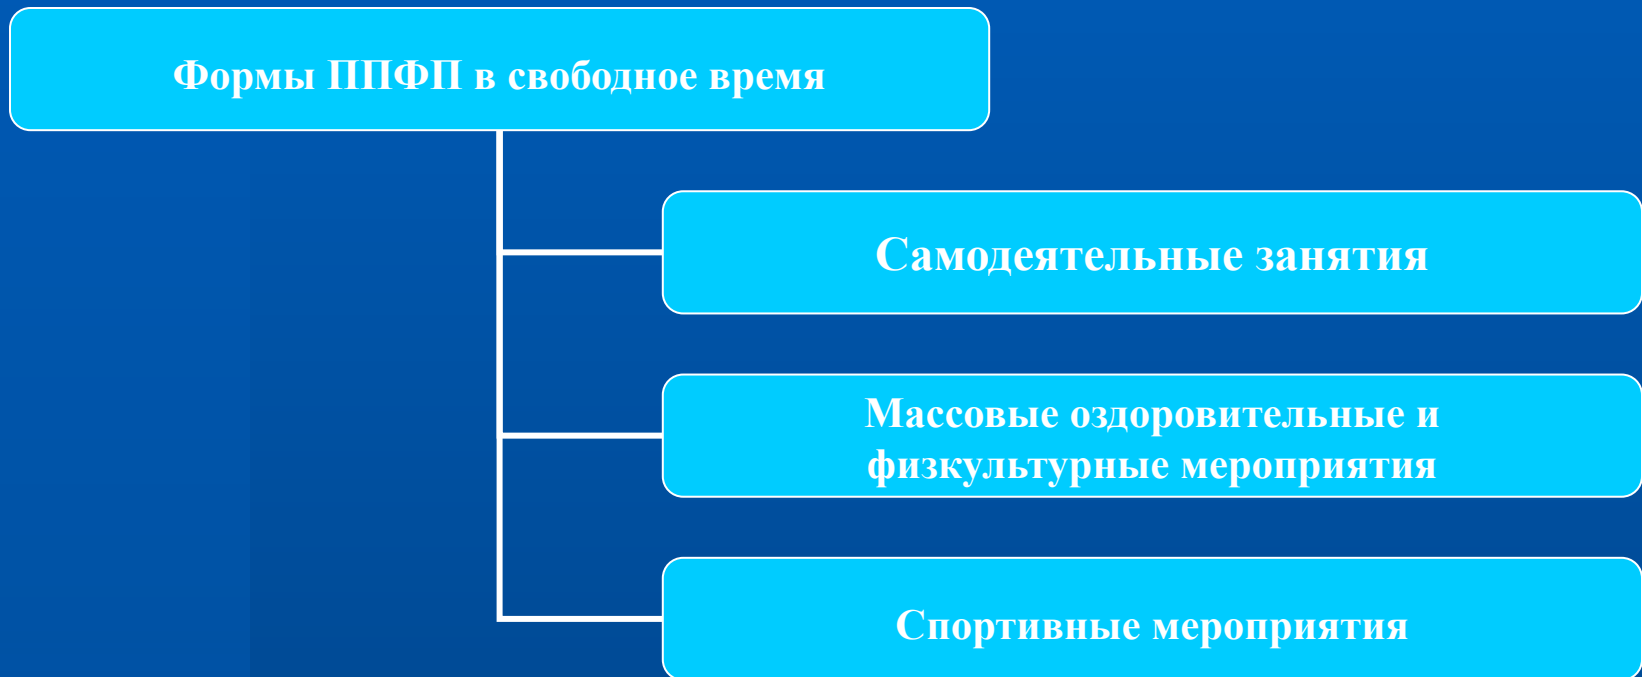 Формы ППФП в свободное время
Самодеятельные занятия
Массовые оздоровительные и
физкультурные мероприятия
Спортивные мероприятия